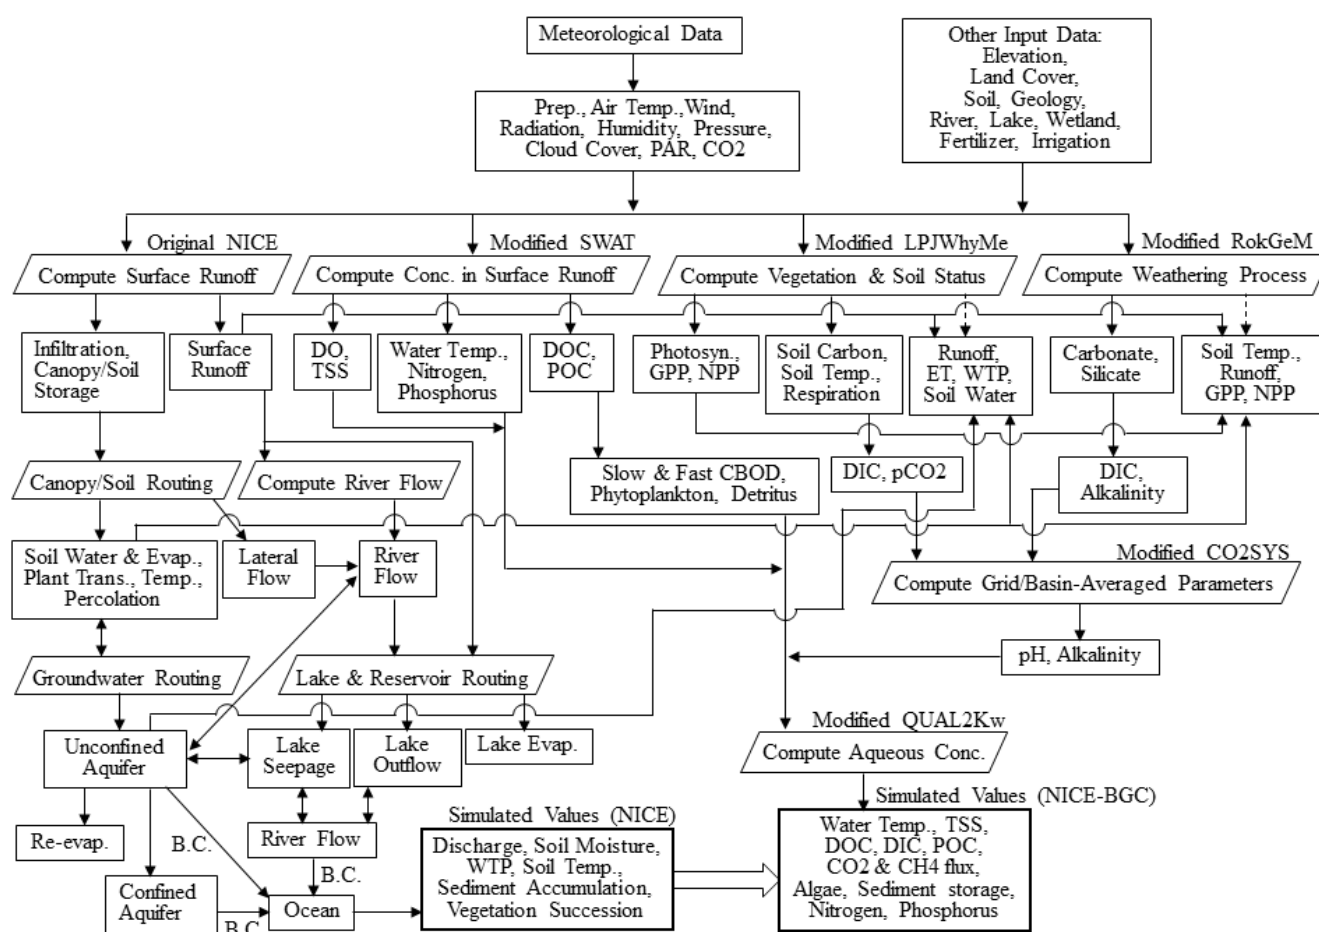 Meteorological Data
Other Input Data:
Elevation,
Land Cover,
Soil, Geology,
River, Lake, Wetland,
Fertilizer, Irrigation
Prep., Air Temp., Wind,
Radiation, Humidity, Pressure,
Cloud Cover, PAR, CO2
Original NICE
Modified SWAT
Modified LPJWhyMe
Modified RokGeM
Compute Surface Runoff
Compute Conc. in Surface Runoff
Compute Vegetation & Soil Status
Compute Weathering Process
Infiltration,
Canopy/Soil
Storage
Surface
Runoff
DO,
TSS
Water Temp.,
Nitrogen,
Phosphorus
DOC,
POC
Photosyn.,
GPP, NPP
Soil Carbon,
Soil Temp.,
Respiration
Runoff,
ET, WTP,
Soil Water
Carbonate,
Silicate
Soil Temp.,
Runoff,
GPP, NPP
Canopy/Soil Routing
Compute River Flow
Slow & Fast CBOD,
Phytoplankton, Detritus
DIC, pCO2
DIC,
Alkalinity
Soil Water & Evap.,
Plant Trans., Temp.,
Percolation
Lateral
Flow
River
Flow
Modified CO2SYS
Compute Grid/Basin-Averaged Parameters
pH, Alkalinity
Groundwater Routing
Lake & Reservoir Routing
Unconfined
Aquifer
Lake
Seepage
Lake
Outflow
Lake Evap.
Modified QUAL2Kw
Compute Aqueous Conc.
Re-evap.
B.C.
River Flow
B.C.
Confined
Aquifer
B.C.
Ocean
Simulated Values (NICE)
Discharge, Soil Moisture,
WTP, Soil Temp.,
Sediment Accumulation,
Vegetation Succession
Simulated Values (NICE-BGC)
Water Temp., TSS,
DOC, DIC, POC,
CO2 & CH4 flux,
Algae, Sediment storage,
Nitrogen, Phosphorus